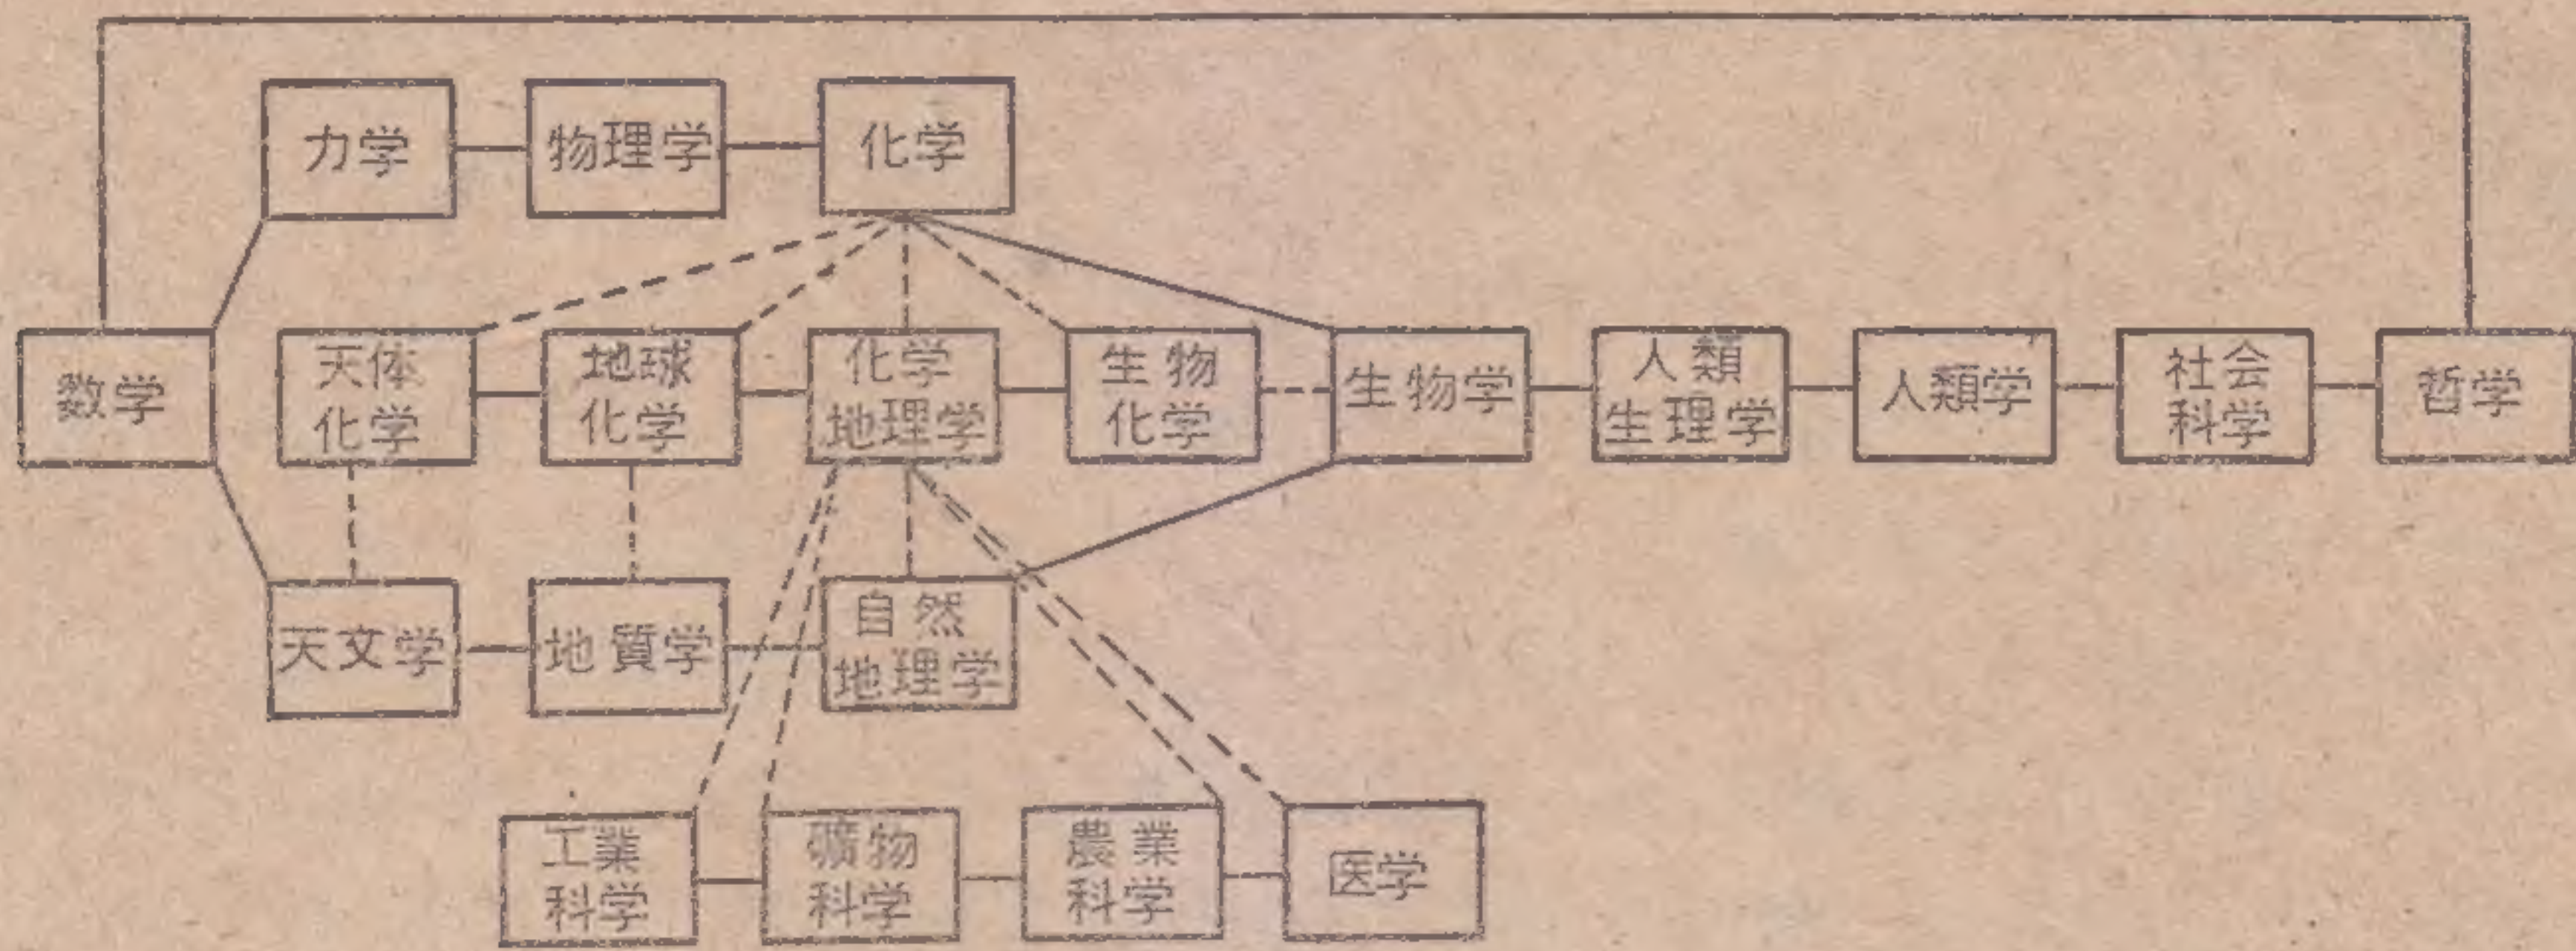 力学
物理学
化学
数学
天体
化学
地球
化学
化学
地理学
生物
化学
生物学
人類
生理学
人類学
社会
科学
哲学
天文学
地質学
自然
地理学
工業
科学
礦物
科学
農業
科学
医学